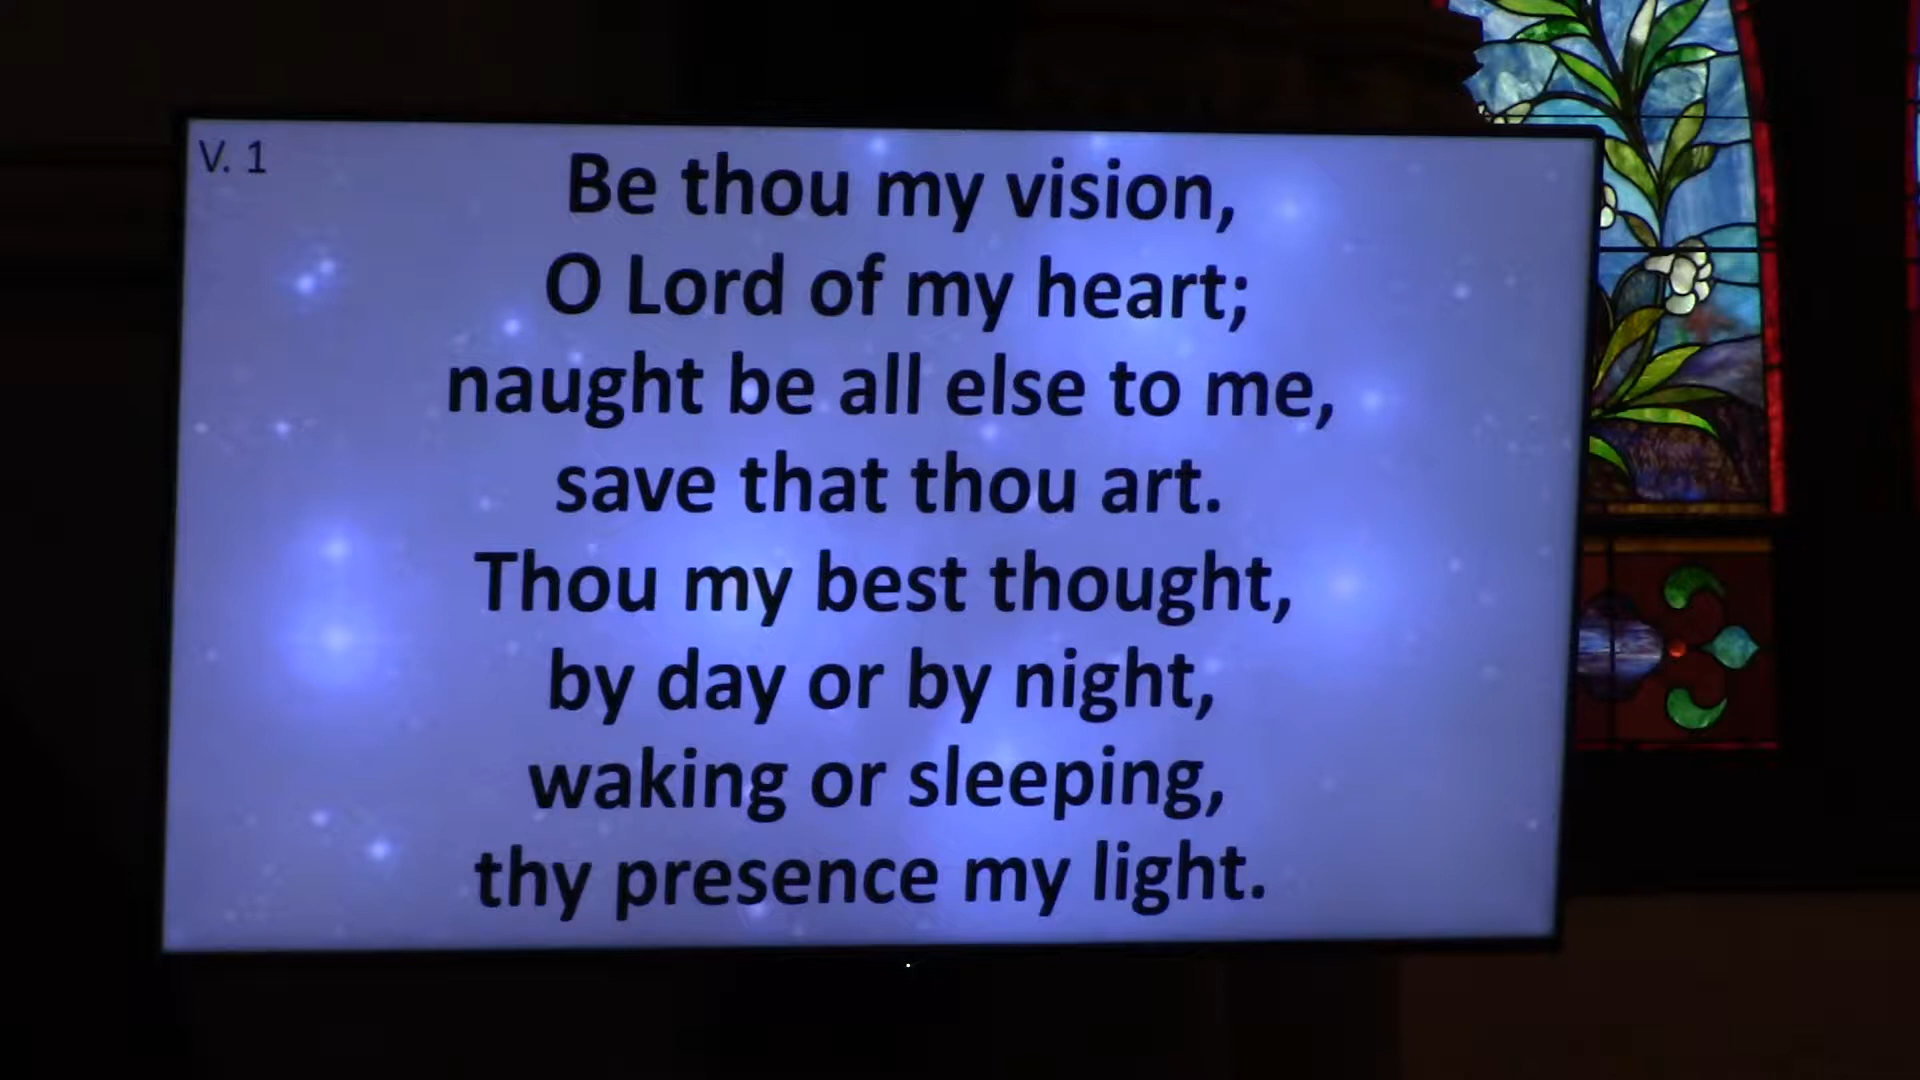 V. 1
Be thou my vision,
O Lord of my heart;
naught be all else to me,
save that thou art.
Thou my best thought,
by day or by night,
waking or sleeping,
thy presence my light.